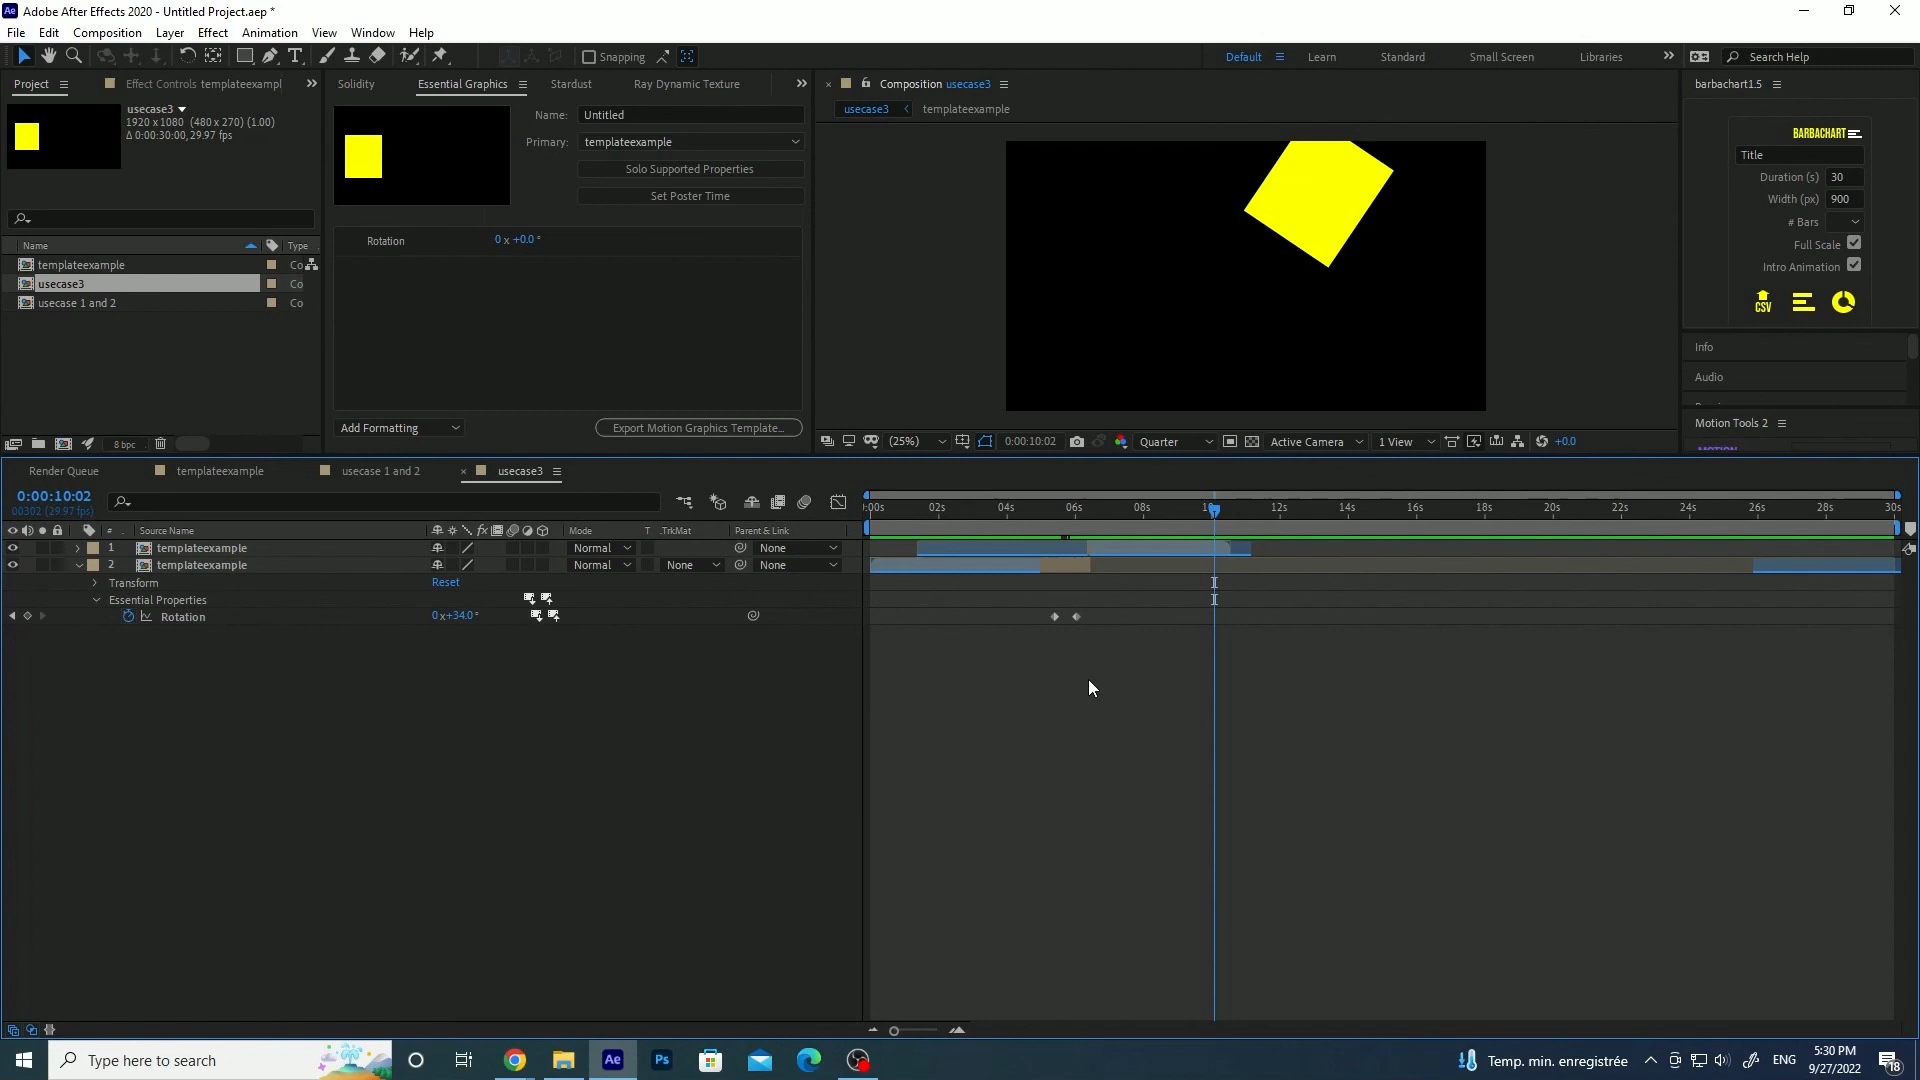 Adobe After Effects 2020 - Untitled Project.aep *
File Edit Composition Layer Effect Animation View Window Help
Snapping Default Learn Standard Small Screen Libraries Search Help
Project Effect Controls templateexampl
usecase3
1920 x 1080 (480 x 270) (1.00)
Δ 0:00:30:00, 29.97 fps
Name Type
templateexample Co
usecase3 Co
usecase 1 and 2 Co
8 bpc
Solidity Essential Graphics Stardust Ray Dynamic Texture
Name: Untitled
Primary: templateexample
Solo Supported Properties
Set Poster Time
Rotation 0 x +0.0 °
Add Formatting Export Motion Graphics Template...
Composition usecase3
usecase3 templateexample
(25%) 0:00:10:02 Quarter Active Camera 1 View +0.0
barbachart1.5
BARBACHART
Title
Duration (s) 30
Width (px) 900
# Bars
Full Scale
Intro Animation
CSV
Info
Audio
Motion Tools 2
Render Queue templateexample usecase 1 and 2 usecase3
0:00:10:02
00302 (29.97 fps)
:00s 02s 04s 06s 08s 12s 14s 16s 18s 20s 22s 24s 26s 28s 30s
# Source Name Mode T .TrkMat Parent & Link
1 templateexample Normal None
2 templateexample Normal None None
Transform Reset
Essential Properties
Rotation 0 x+34.0 °
Type here to search Ae Ps Temp. min. enregistrée ENG 5:30 PM
9/27/2022 18